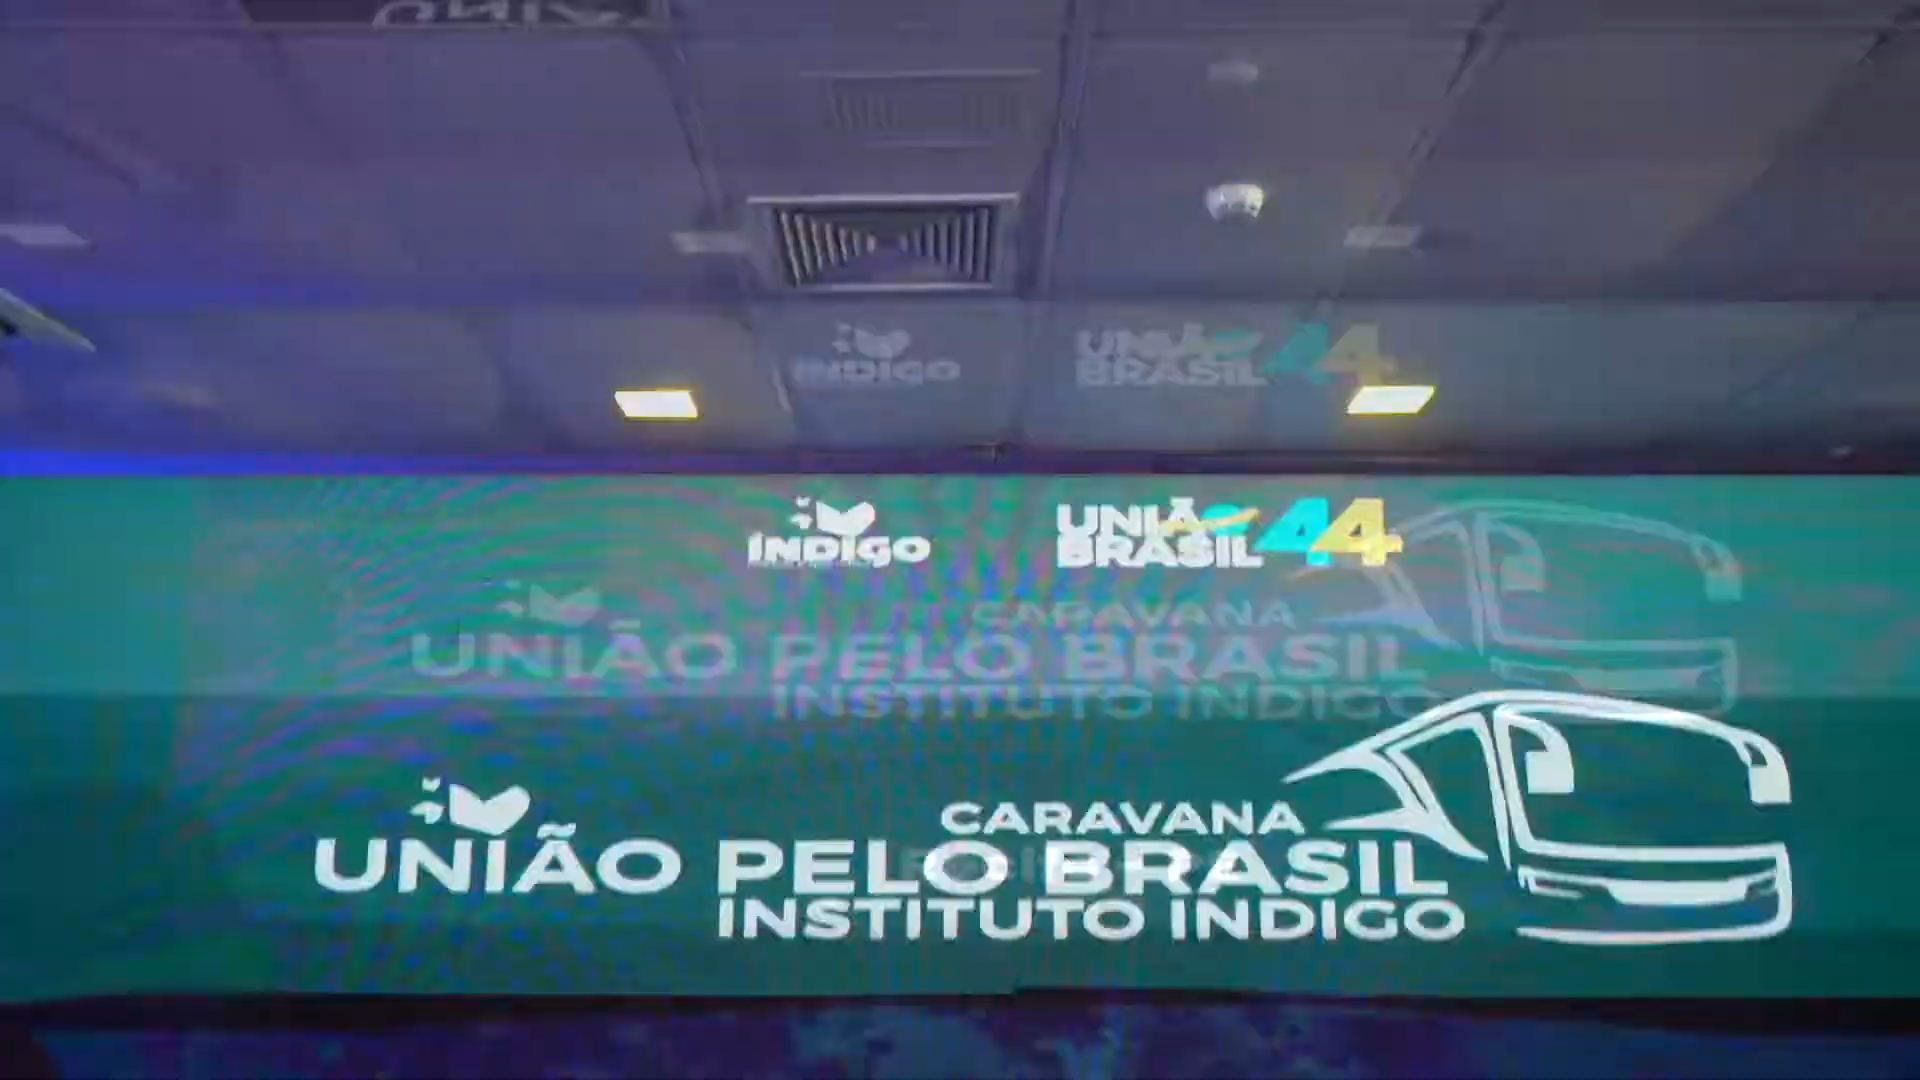 INDIGO
UNIÃO
BRASIL 44
INDIGO
UNIÃO
BRASIL 44
CARAVANA
UNIÃO PELO BRASIL
INSTITUTO INDIGO
CARAVANA
UNIÃO PELO BRASIL
INSTITUTO INDIGO